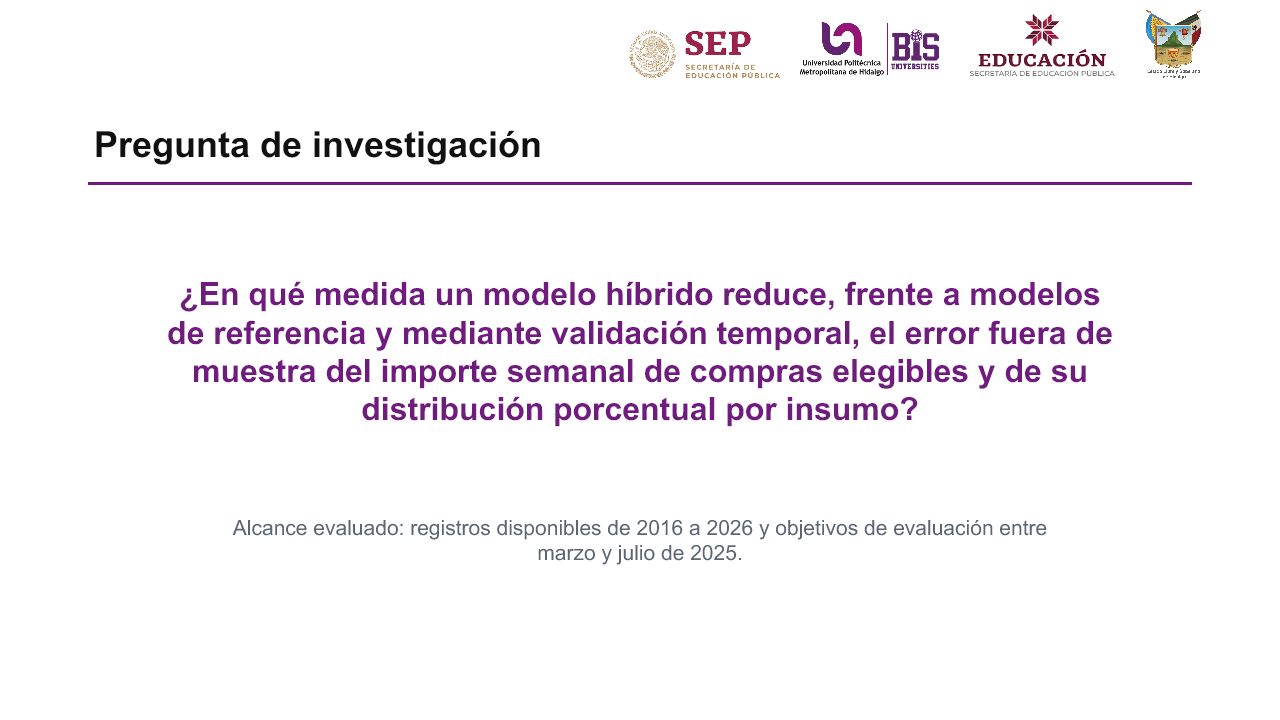 SEP
SECRETARÍA DE
EDUCACIÓN PÚBLICA
Universidad Politécnica
Metropolitana de Hidalgo
BIS
UNIVERSITIES
EDUCACIÓN
SECRETARÍA DE EDUCACIÓN PÚBLICA
Pregunta de investigación
¿En qué medida un modelo híbrido reduce, frente a modelos
de referencia y mediante validación temporal, el error fuera de
muestra del importe semanal de compras elegibles y de su
distribución porcentual por insumo?
Alcance evaluado: registros disponibles de 2016 a 2026 y objetivos de evaluación entre
marzo y julio de 2025.